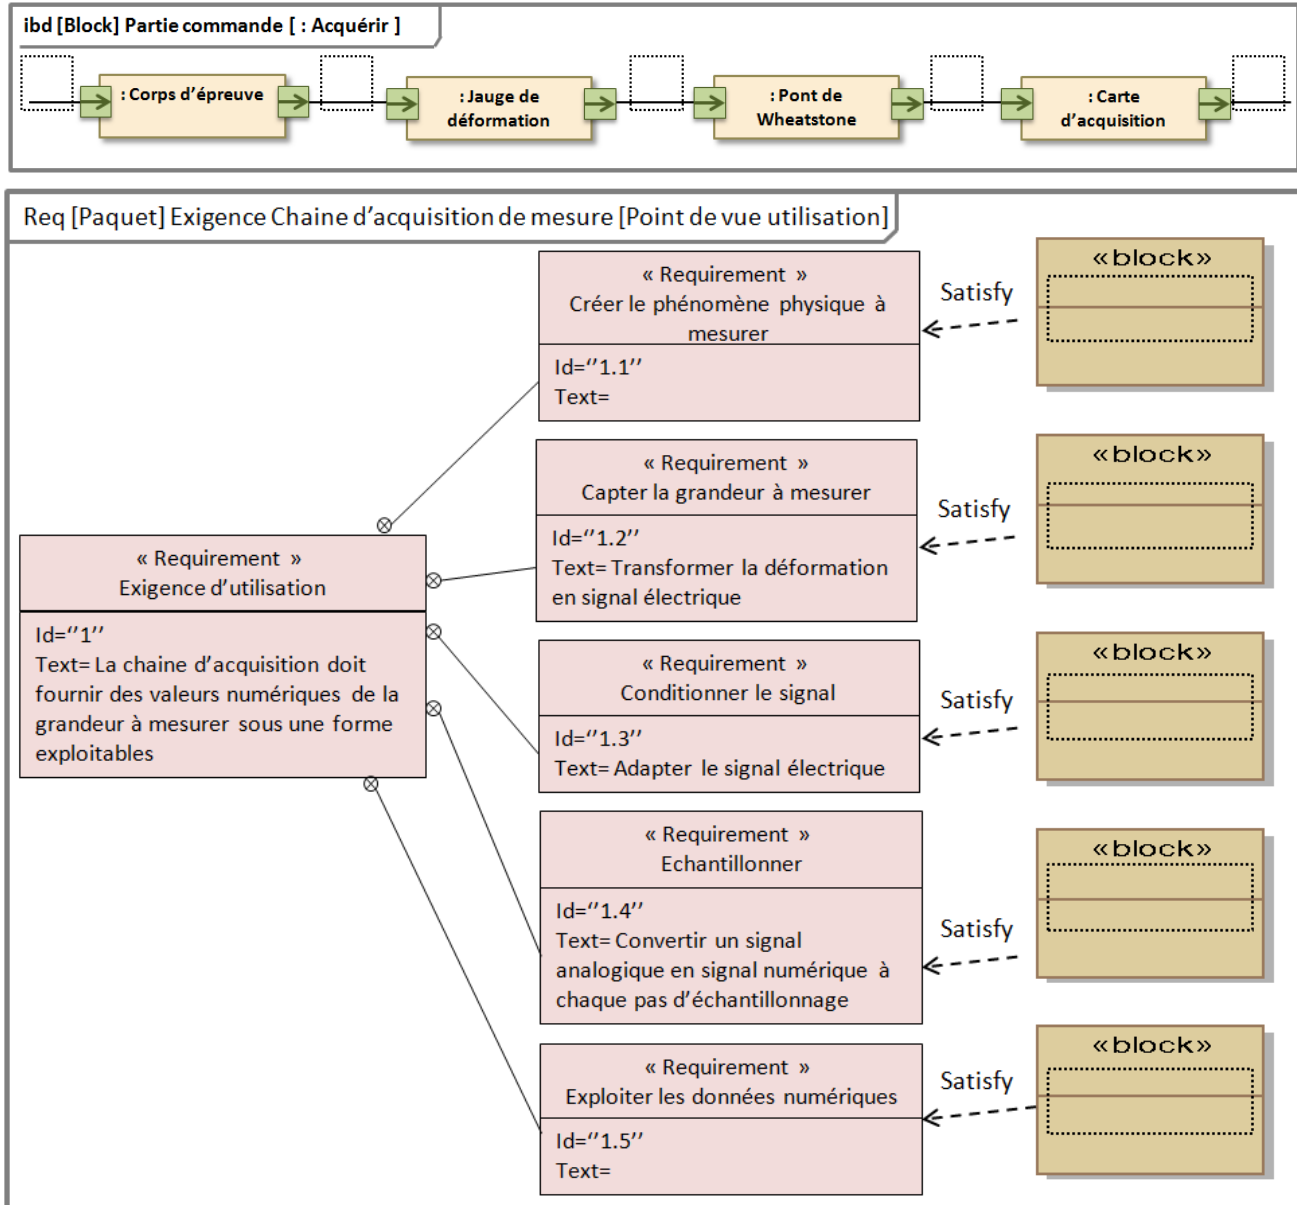 ibd [Block] Partie commande [ : Acquérir ]
: Corps d'épreuve
: Jauge de
déformation
: Pont de
Wheatstone
: Carte
d'acquisition
Req [Paquet] Exigence Chaine d'acquisition de mesure [Point de vue utilisation]
« Requirement »
Créer le phénomène physique à
mesurer
Id=‘‘1.1’’
Text=
Satisfy
«block»
« Requirement »
Capter la grandeur à mesurer
Id=‘‘1.2’’
Text= Transformer la déformation
en signal électrique
Satisfy
«block»
« Requirement »
Exigence d'utilisation
Id=‘‘1’’
Text= La chaine d'acquisition doit
fournir des valeurs numériques de la
grandeur à mesurer sous une forme
exploitables
« Requirement »
Conditionner le signal
Id=‘‘1.3’’
Text= Adapter le signal électrique
Satisfy
«block»
« Requirement »
Echantillonner
Id=‘‘1.4’’
Text= Convertir un signal
analogique en signal numérique à
chaque pas d'échantillonnage
Satisfy
«block»
« Requirement »
Exploiter les données numériques
Id=‘‘1.5’’
Text=
Satisfy
«block»